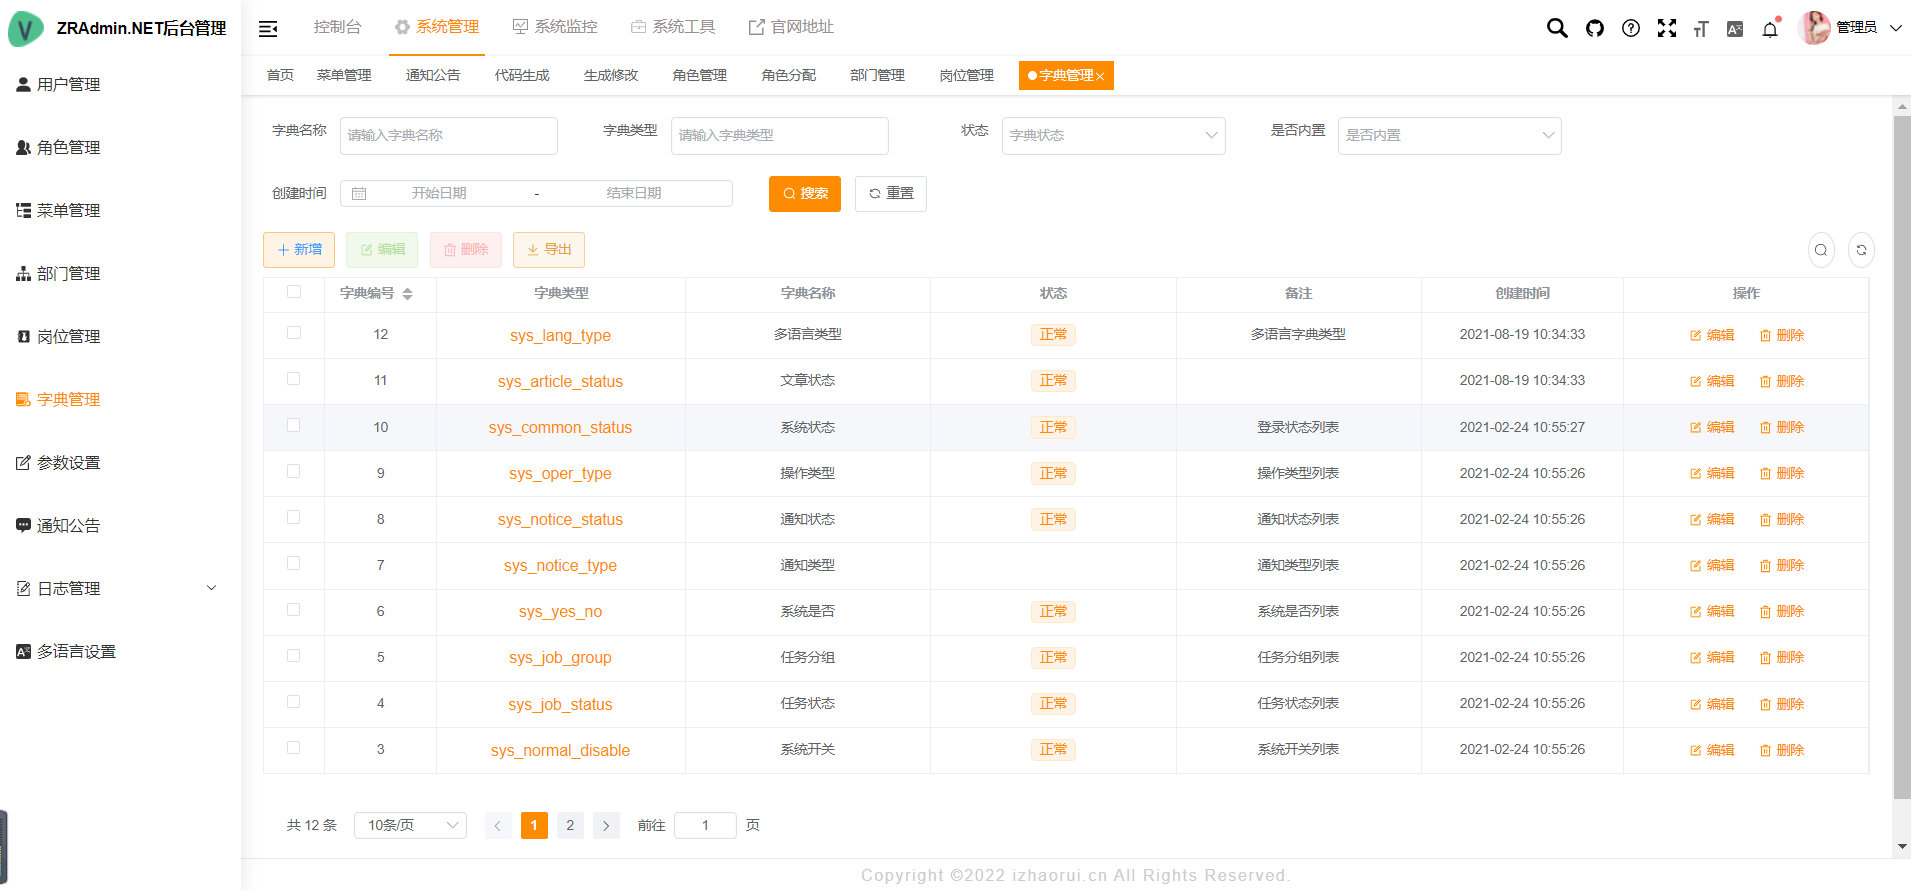 ZRAdmin.NET后台管理
控制台 系统管理 系统监控 系统工具 官网地址
管理员
首页 菜单管理 通知公告 代码生成 生成修改 角色管理 角色分配 部门管理 岗位管理 字典管理
用户管理
角色管理
菜单管理
部门管理
岗位管理
字典管理
参数设置
通知公告
日志管理
多语言设置
字典名称 请输入字典名称 字典类型 请输入字典类型 状态 字典状态 是否内置 是否内置
创建时间 开始日期 - 结束日期 搜索 重置
新增 编辑 删除 导出
字典编号 字典类型 字典名称 状态 备注 创建时间 操作
12 sys_lang_type 多语言类型 正常 多语言字典类型 2021-08-19 10:34:33 编辑 删除
11 sys_article_status 文章状态 正常 2021-08-19 10:34:33 编辑 删除
10 sys_common_status 系统状态 正常 登录状态列表 2021-02-24 10:55:27 编辑 删除
9 sys_oper_type 操作类型 正常 操作类型列表 2021-02-24 10:55:26 编辑 删除
8 sys_notice_status 通知状态 正常 通知状态列表 2021-02-24 10:55:26 编辑 删除
7 sys_notice_type 通知类型 通知类型列表 2021-02-24 10:55:26 编辑 删除
6 sys_yes_no 系统是否 正常 系统是否列表 2021-02-24 10:55:26 编辑 删除
5 sys_job_group 任务分组 正常 任务分组列表 2021-02-24 10:55:26 编辑 删除
4 sys_job_status 任务状态 正常 任务状态列表 2021-02-24 10:55:26 编辑 删除
3 sys_normal_disable 系统开关 正常 系统开关列表 2021-02-24 10:55:26 编辑 删除
共 12 条 10条/页 1 2 前往 1 页
Copyright ©2022 izhaorui.cn All Rights Reserved.